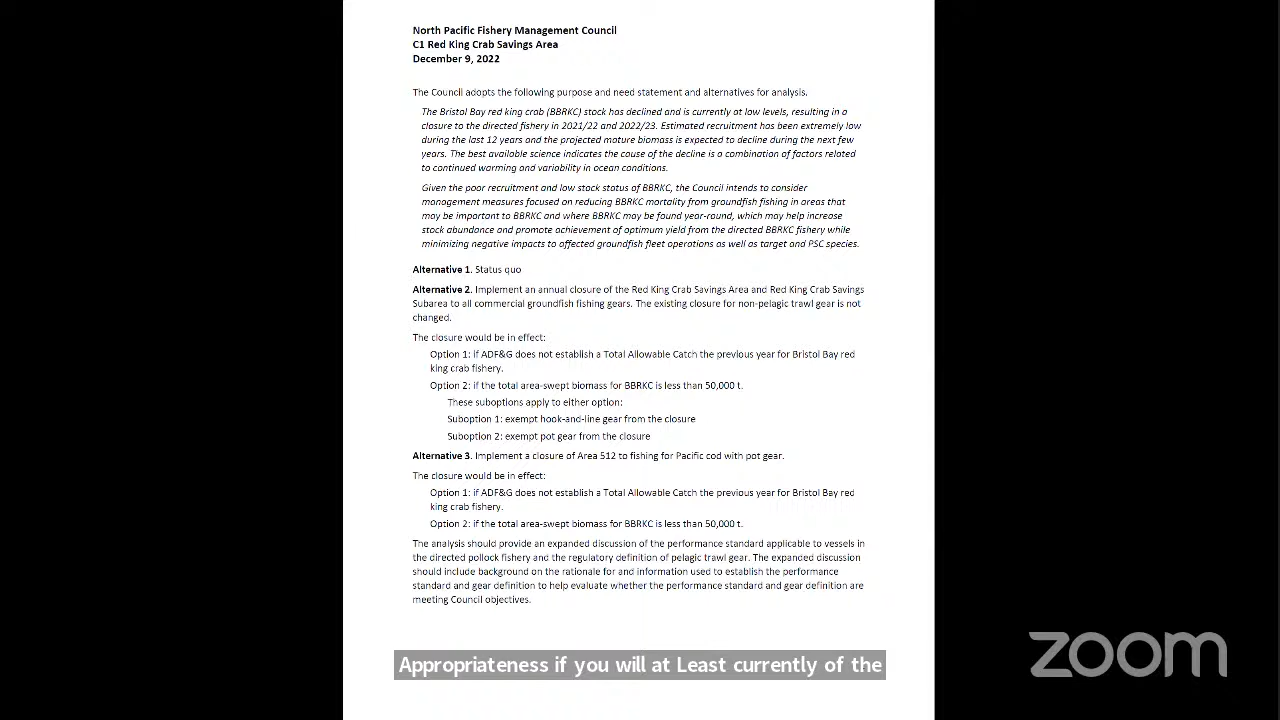 North Pacific Fishery Management Council
C1 Red King Crab Savings Area
December 9, 2022
The Council adopts the following purpose and need statement and alternatives for analysis.
The Bristol Bay red king crab (BBRKC) stock has declined and is currently at low levels, resulting in a
closure to the directed fishery in 2021/22 and 2022/23. Estimated recruitment has been extremely low
during the last 12 years and the projected mature biomass is expected to decline during the next few
years. The best available science indicates the cause of the decline is a combination of factors related
to continued warming and variability in ocean conditions.
Given the poor recruitment and low stock status of BBRKC, the Council intends to consider
management measures focused on reducing BBRKC mortality from groundfish fishing in areas that
may be important to BBRKC and where BBRKC may be found year-round, which may help increase
stock abundance and promote achievement of optimum yield from the directed BBRKC fishery while
minimizing negative impacts to affected groundfish fleet operations as well as target and PSC species.
Alternative 1. Status quo
Alternative 2. Implement an annual closure of the Red King Crab Savings Area and Red King Crab Savings
Subarea to all commercial groundfish fishing gears. The existing closure for non-pelagic trawl gear is not
changed.
The closure would be in effect:
Option 1: if ADF&G does not establish a Total Allowable Catch the previous year for Bristol Bay red
king crab fishery.
Option 2: if the total area-swept biomass for BBRKC is less than 50,000 t.
These suboptions apply to either option:
Suboption 1: exempt hook-and-line gear from the closure
Suboption 2: exempt pot gear from the closure
Alternative 3. Implement a closure of Area 512 to fishing for Pacific cod with pot gear.
The closure would be in effect:
Option 1: if ADF&G does not establish a Total Allowable Catch the previous year for Bristol Bay red
king crab fishery.
Option 2: if the total area-swept biomass for BBRKC is less than 50,000 t.
The analysis should provide an expanded discussion of the performance standard applicable to vessels in
the directed pollock fishery and the regulatory definition of pelagic trawl gear. The expanded discussion
should include background on the rationale for and information used to establish the performance
standard and gear definition to help evaluate whether the performance standard and gear definition are
meeting Council objectives.
Appropriateness if you will at Least currently of the
zoom